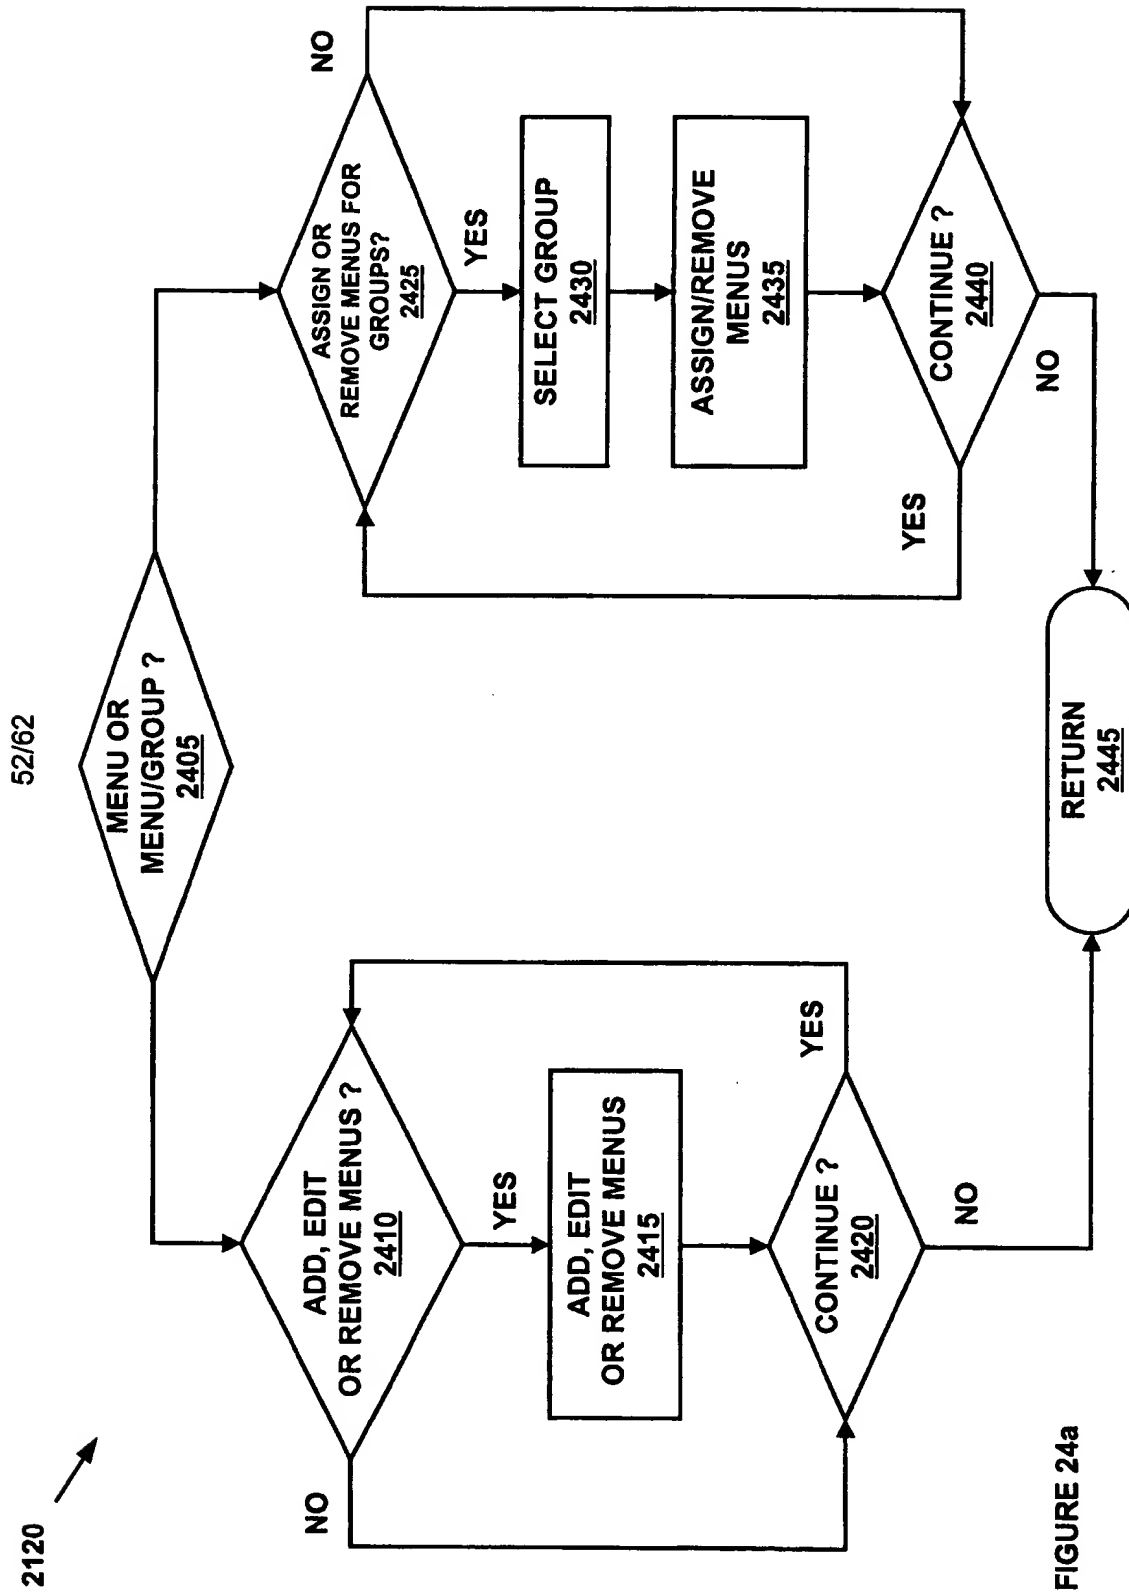 52/62
2120
MENU OR
MENU/GROUP ?
2405
ADD, EDIT
OR REMOVE MENUS ?
2410
NO
YES
ADD, EDIT
OR REMOVE MENUS
2415
CONTINUE ?
2420
YES
NO
ASSIGN OR
REMOVE MENUS FOR
GROUPS?
2425
NO
YES
SELECT GROUP
2430
ASSIGN/REMOVE
MENUS
2435
CONTINUE ?
2440
YES
NO
RETURN
2445
FIGURE 24a